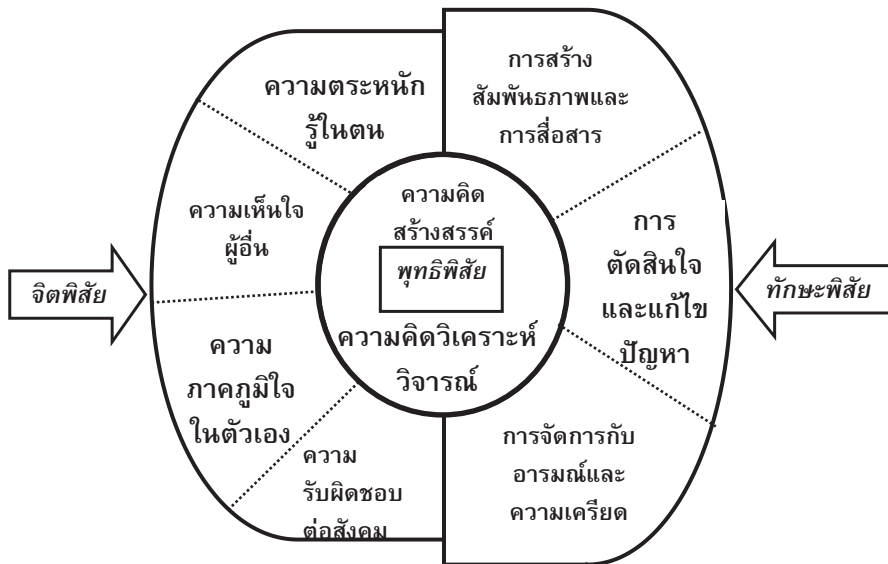 ความตระหนัก
รู้ในตน
การสร้าง
สัมพันธภาพและ
การสื่อสาร
ความเห็นใจ
ผู้อื่น
ความคิด
สร้างสรรค์
พุทธิพิสัย
ความคิดวิเคราะห์
วิจารณ์
การ
ตัดสินใจ
และแก้ไข
ปัญหา
จิตพิสัย
ทักษะพิสัย
ความ
ภาคภูมิใจ
ในตัวเอง
ความ
รับผิดชอบ
ต่อสังคม
การจัดการกับ
อารมณ์และ
ความเครียด